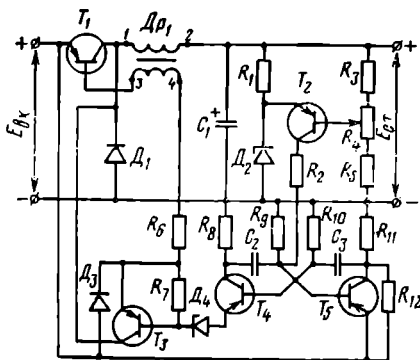 T₁ Др₁
+ 1 2 +
3 4
R₁ T₂ R₃
Eвх C₁ + R₄ Eст
Д₁ Д₂ R₂ R₅
- -
R₆ R₈ R₉ R₁₀ R₁₁
C₂ C₃
Д₃ R₇ Д₄ T₄ T₅ R₁₂
T₃